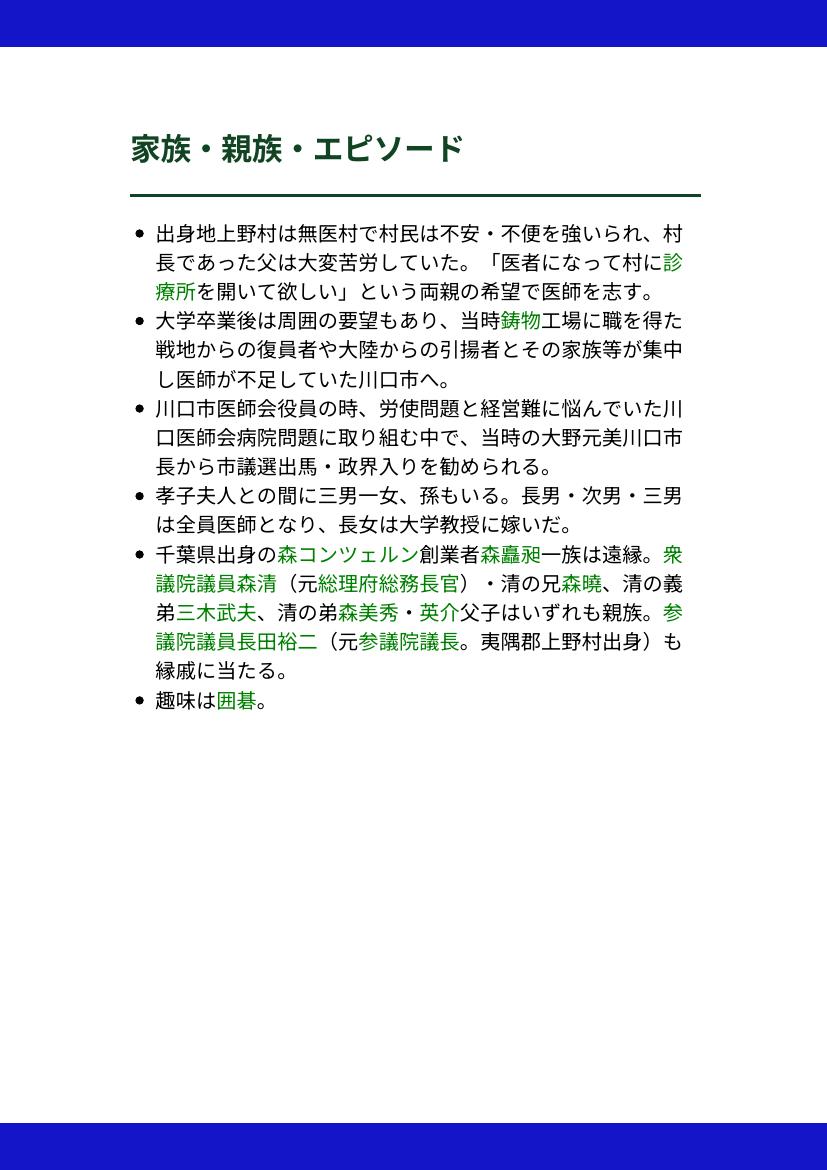 家族・親族・エピソード
• 出身地上野村は無医村で村民は不安・不便を強いられ、村
長であった父は大変苦労していた。「医者になって村に診
療所を開いて欲しい」という両親の希望で医師を志す。
• 大学卒業後は周囲の要望もあり、当時鋳物工場に職を得た
戦地からの復員者や大陸からの引揚者とその家族等が集中
し医師が不足していた川口市へ。
• 川口市医師会役員の時、労使問題と経営難に悩んでいた川
口医師会病院問題に取り組む中で、当時の大野元美川口市
長から市議選出馬・政界入りを勧められる。
• 孝子夫人との間に三男一女、孫もいる。長男・次男・三男
は全員医師となり、長女は大学教授に嫁いだ。
• 千葉県出身の森コンツェルン創業者森矗昶一族は遠縁。衆
議院議員森清（元総理府総務長官）・清の兄森曉、清の義
弟三木武夫、清の弟森美秀・英介父子はいずれも親族。参
議院議員長田裕二（元参議院議長。夷隅郡上野村出身）も
縁戚に当たる。
• 趣味は囲碁。